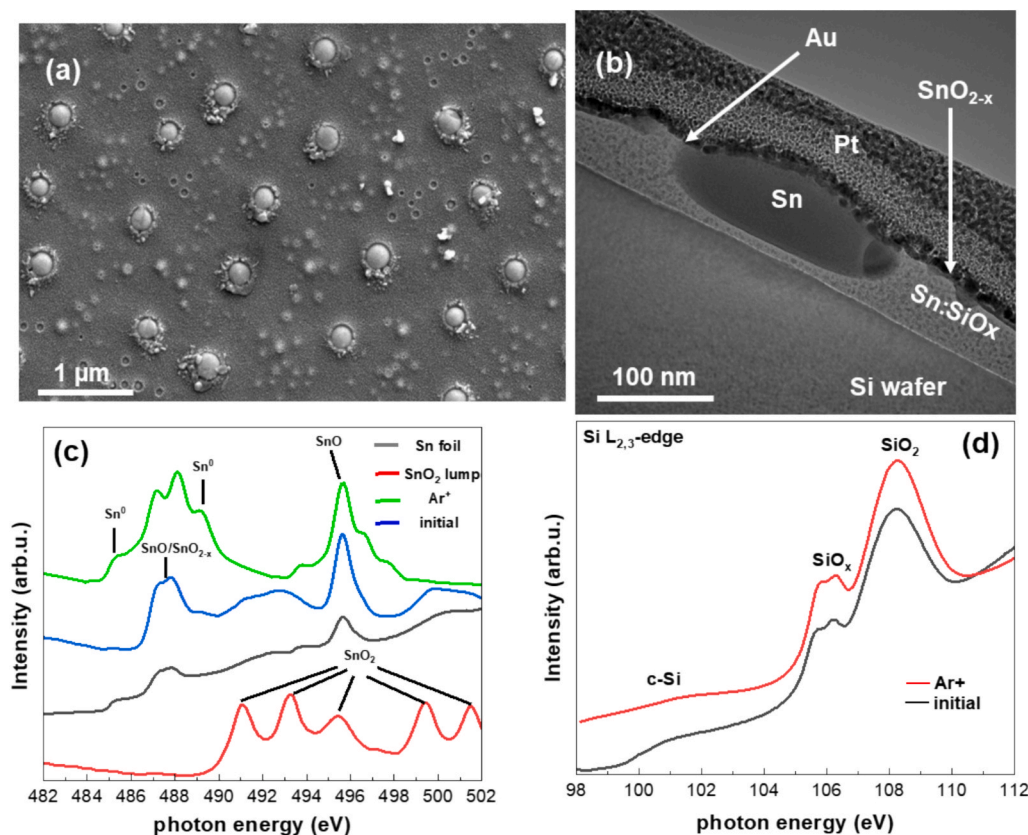 (a)
1 µm
(b)
Au
SnO2-x
Pt
Sn
Sn:SiOx
Si wafer
100 nm
(c)
Intensity (arb.u.)
Sn⁰
Sn⁰
SnO/SnO2-x
SnO
Sn foil
SnO2 lump
Ar⁺
initial
SnO2
482 484 486 488 490 492 494 496 498 500 502
photon energy (eV)
Si L2,3-edge
(d)
Intensity (arb.u.)
SiO2
SiOx
c-Si
Ar+
initial
98 100 102 104 106 108 110 112
photon energy (eV)